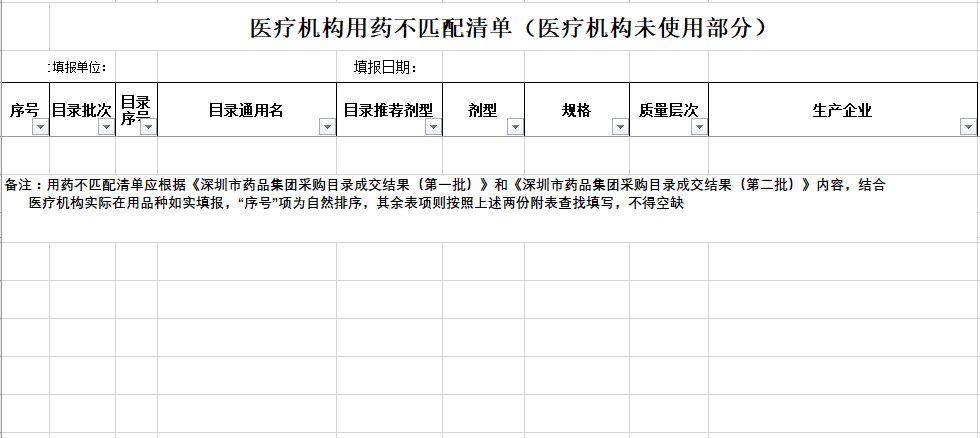 医疗机构用药不匹配清单（医疗机构未使用部分）
:填报单位： 填报日期：
序号 目录批次 目录序号 目录通用名 目录推荐剂型 剂型 规格 质量层次 生产企业
备注：用药不匹配清单应根据《深圳市药品集团采购目录成交结果（第一批）》和《深圳市药品集团采购目录成交结果（第二批）》内容，结合
医疗机构实际在用品种如实填报，“序号”项为自然排序，其余表项则按照上述两份附表查找填写，不得空缺